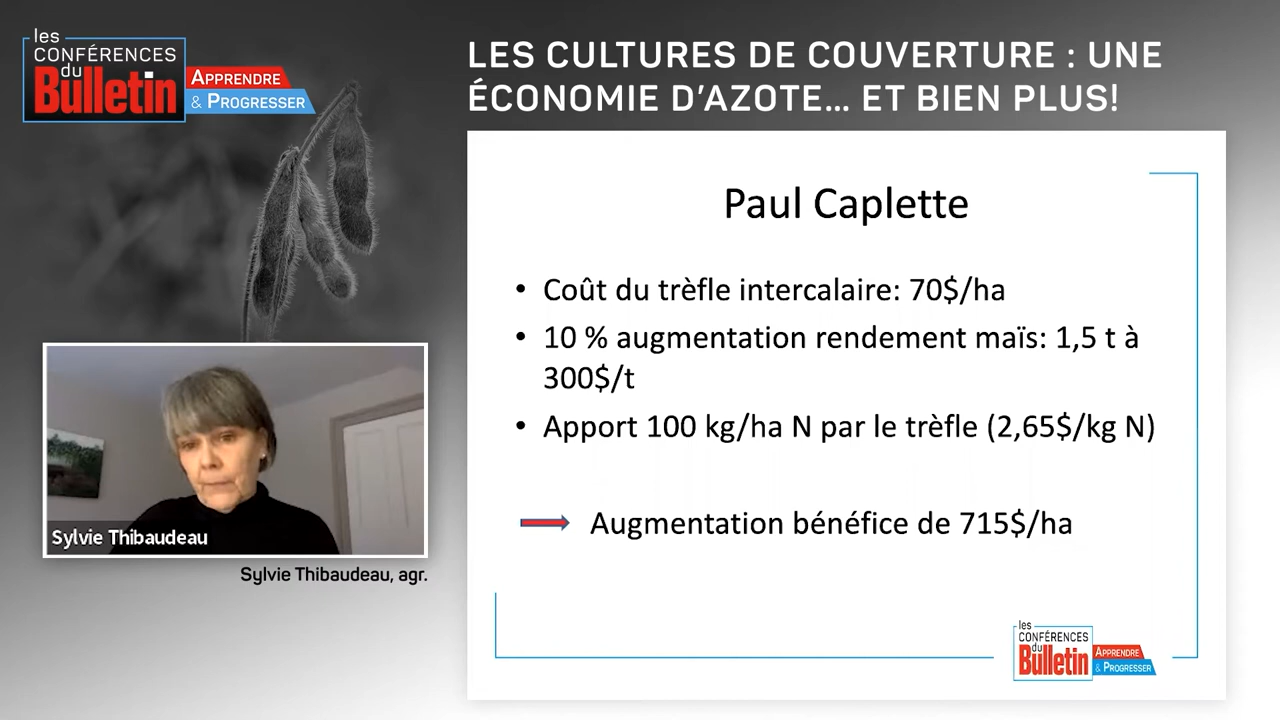 les
CONFÉRENCES
du
Bulletin
APPRENDRE
& PROGRESSER
LES CULTURES DE COUVERTURE : UNE
ÉCONOMIE D'AZOTE... ET BIEN PLUS!
Paul Caplette
• Coût du trèfle intercalaire: 70$/ha
• 10 % augmentation rendement maïs: 1,5 t à
300$/t
• Apport 100 kg/ha N par le trèfle (2,65$/kg N)
Augmentation bénéfice de 715$/ha
Sylvie Thibaudeau
Sylvie Thibaudeau, agr.
les
CONFÉRENCES
du
Bulletin
APPRENDRE
& PROGRESSER